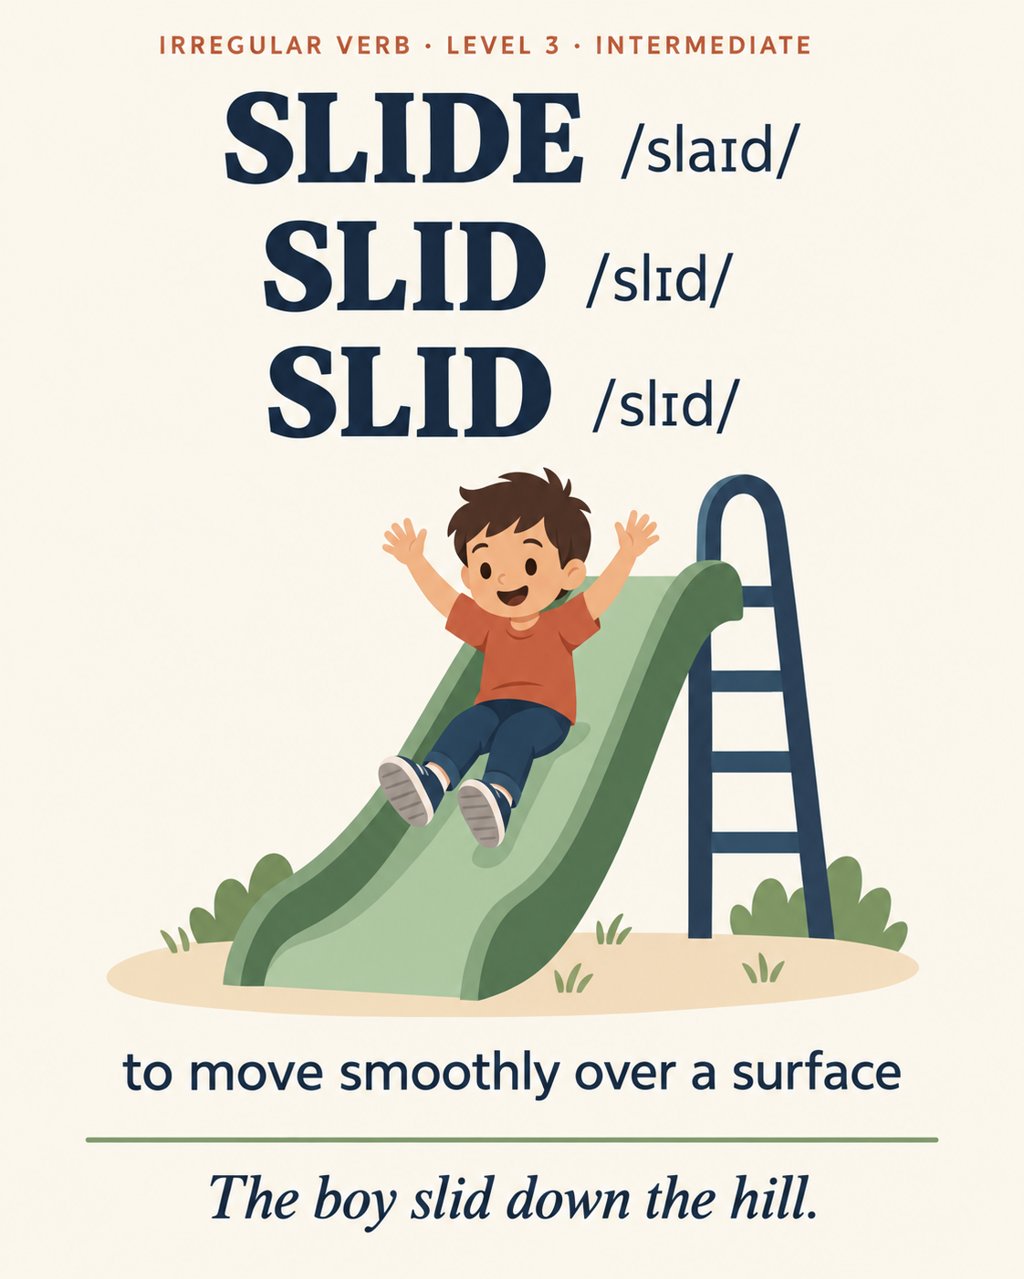 IRREGULAR VERB · LEVEL 3 · INTERMEDIATE
SLIDE /slaɪd/
SLID /slɪd/
SLID /slɪd/
to move smoothly over a surface
The boy slid down the hill.